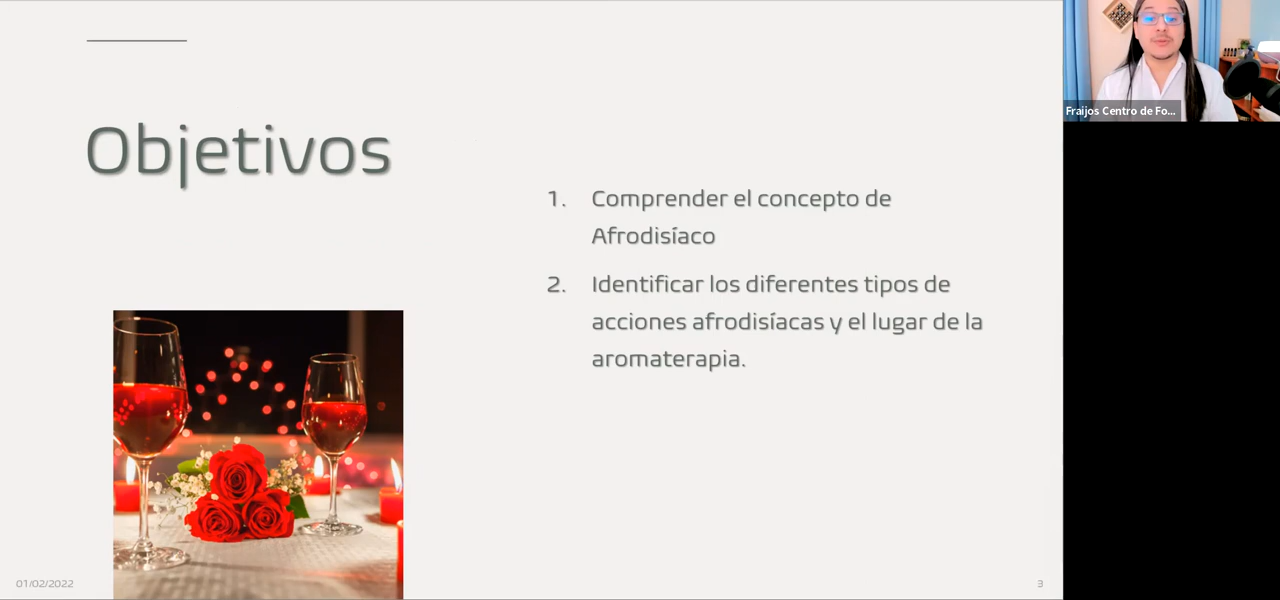 Objetivos
1. Comprender el concepto de
Afrodisíaco
2. Identificar los diferentes tipos de
acciones afrodisíacas y el lugar de la
aromaterapia.
01/02/2022
3
Fraijos Centro de Fo...